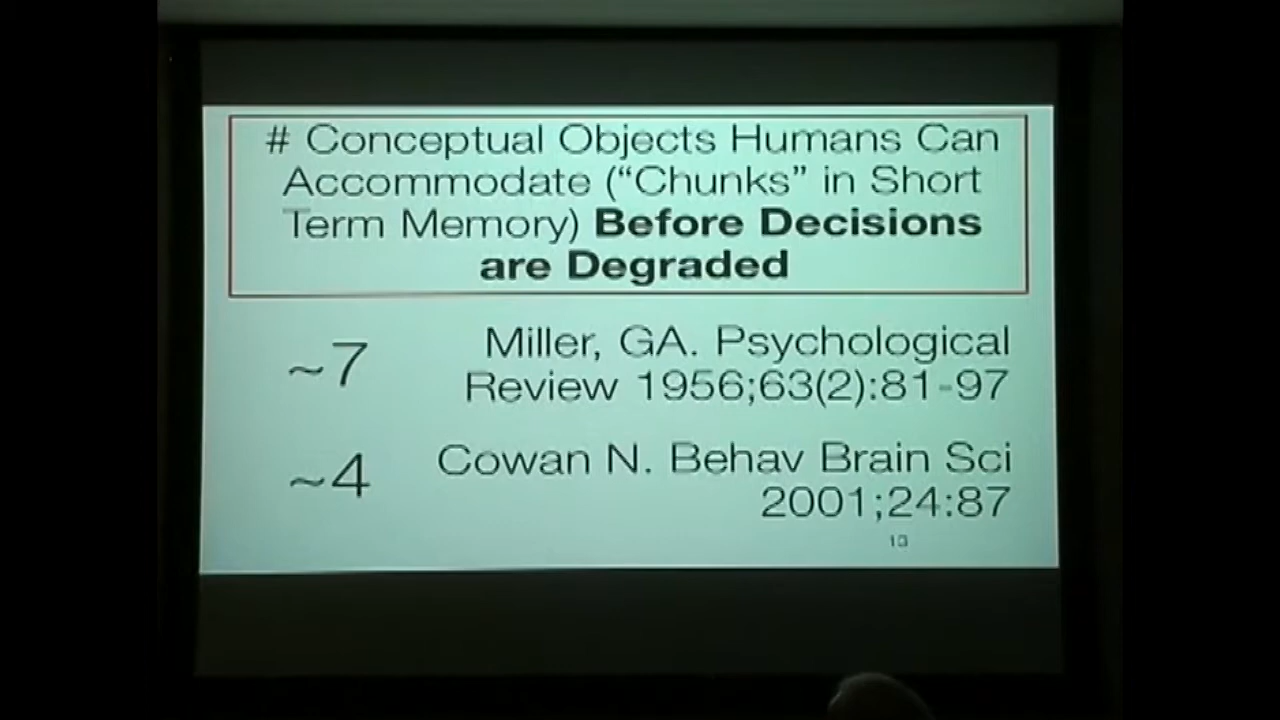 # Conceptual Objects Humans Can
Accommodate (“Chunks” in Short
Term Memory) Before Decisions
are Degraded
~7
Miller, GA. Psychological
Review 1956;63(2):81-97
~4
Cowan N. Behav Brain Sci
2001;24:87
13